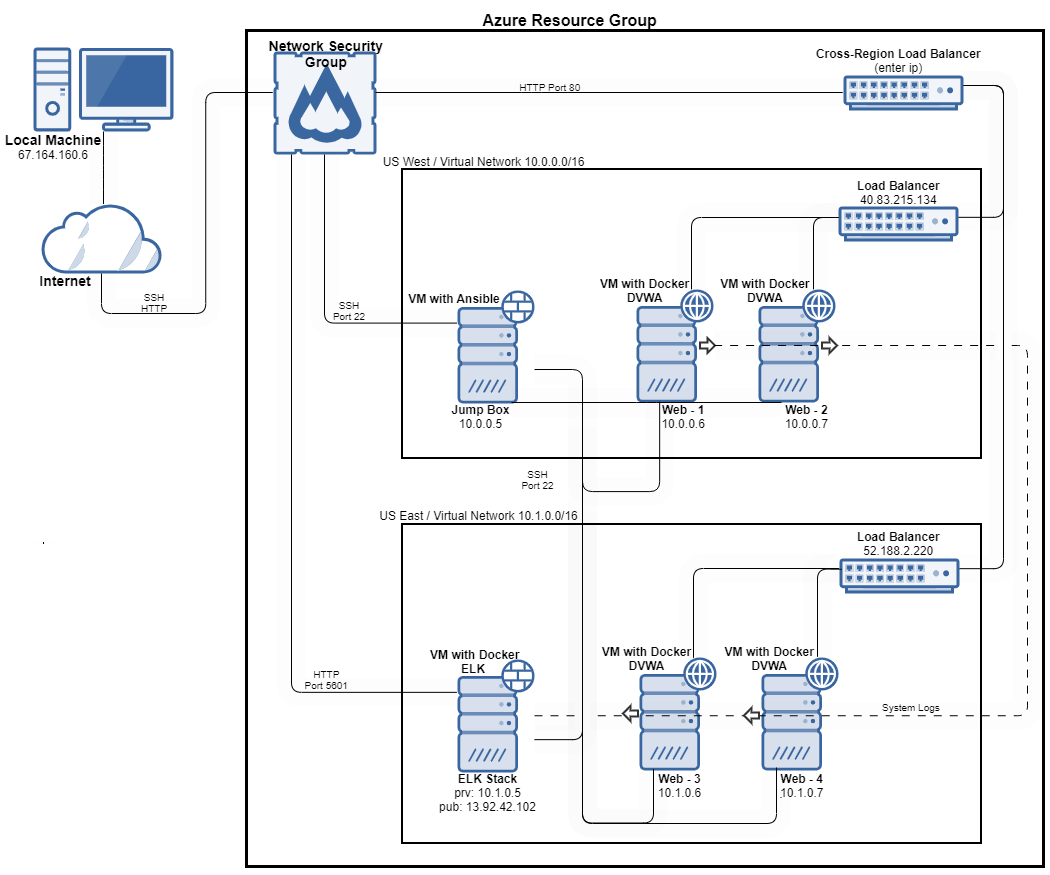 Azure Resource Group
Network Security
Group
Cross-Region Load Balancer
(enter ip)
HTTP Port 80
Local Machine
67.164.160.6
US West / Virtual Network 10.0.0.0/16
Load Balancer
40.83.215.134
Internet
SSH
HTTP
SSH
Port 22
VM with Ansible
VM with Docker
DVWA
VM with Docker
DVWA
Jump Box
10.0.0.5
Web - 1
10.0.0.6
Web - 2
10.0.0.7
SSH
Port 22
US East / Virtual Network 10.1.0.0/16
Load Balancer
52.188.2.220
HTTP
Port 5601
VM with Docker
ELK
VM with Docker
DVWA
VM with Docker
DVWA
System Logs
ELK Stack
prv: 10.1.0.5
pub: 13.92.42.102
Web - 3
10.1.0.6
Web - 4
10.1.0.7